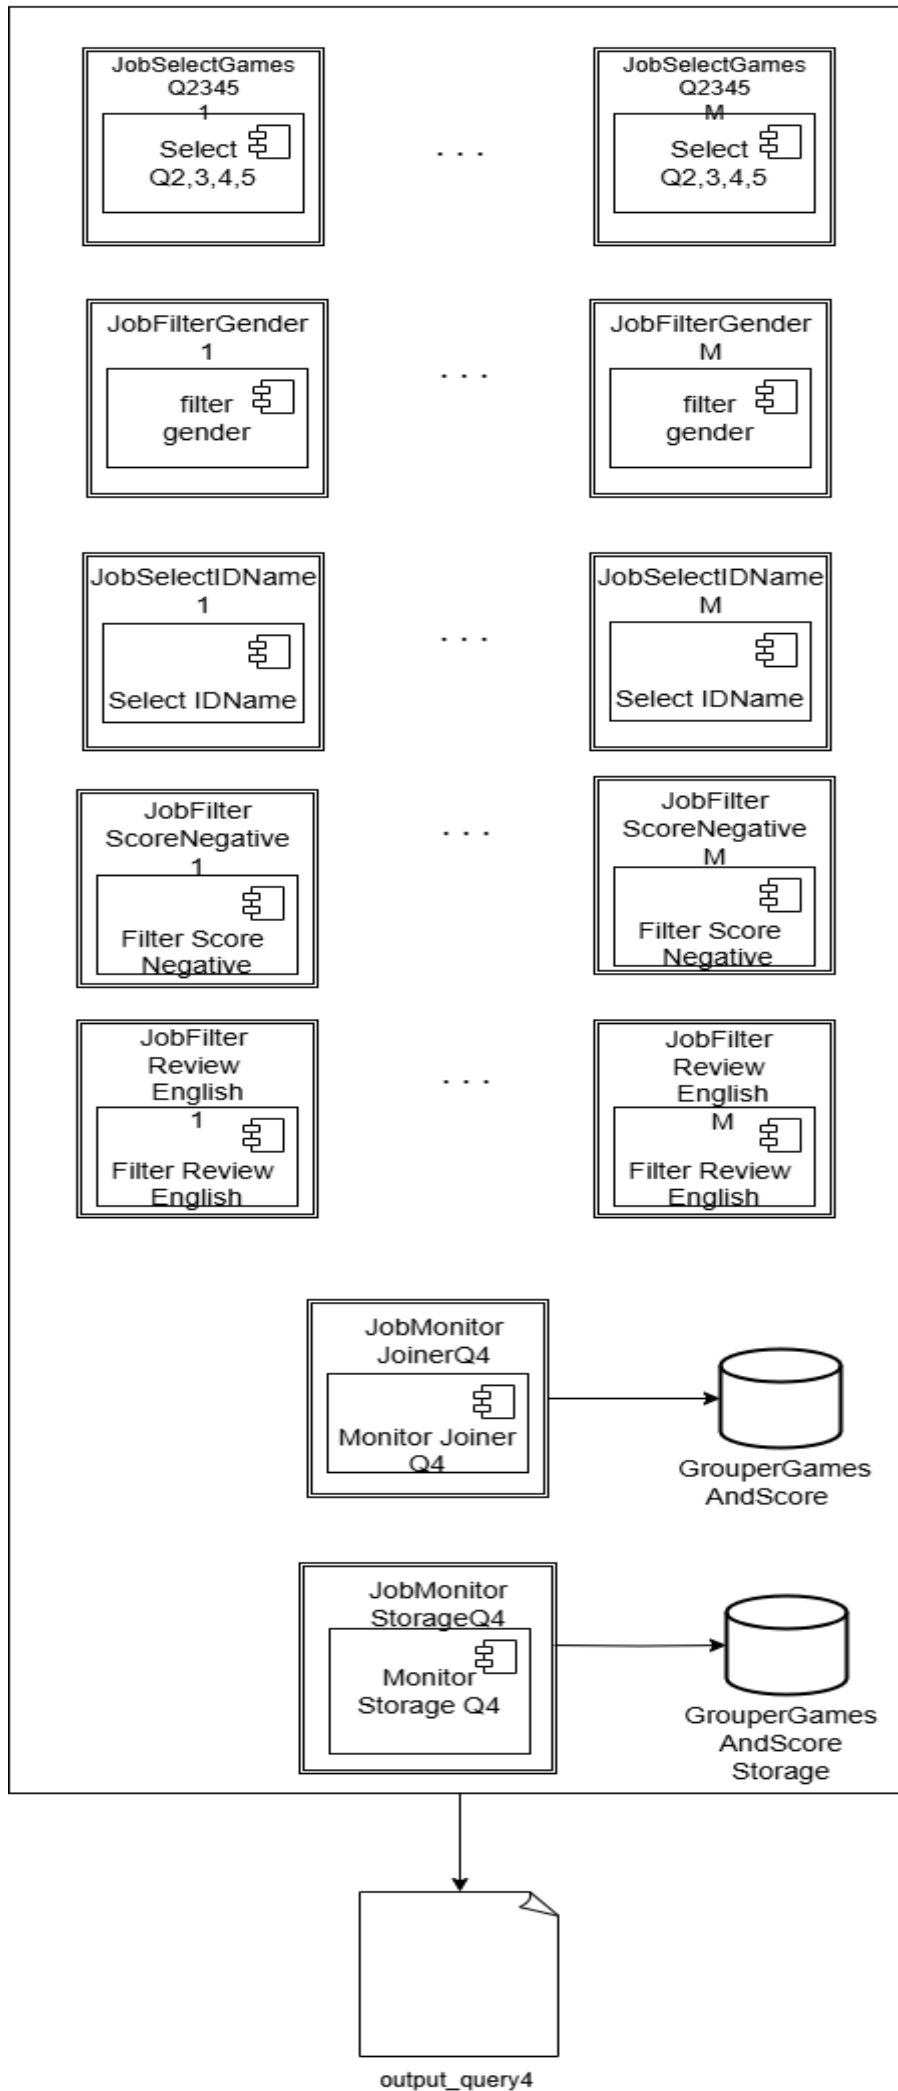 JobSelectGames
Q2345
1
Select
Q2,3,4,5
. . .
JobSelectGames
Q2345
M
Select
Q2,3,4,5
JobFilterGender
1
filter
gender
. . .
JobFilterGender
M
filter
gender
JobSelectIDName
1
Select IDName
. . .
JobSelectIDName
M
Select IDName
JobFilter
ScoreNegative
1
Filter Score
Negative
. . .
JobFilter
ScoreNegative
M
Filter Score
Negative
JobFilter
Review
English
1
Filter Review
English
. . .
JobFilter
Review
English
M
Filter Review
English
JobMonitor
JoinerQ4
Monitor Joiner
Q4
GrouperGames
AndScore
JobMonitor
StorageQ4
Monitor
Storage Q4
GrouperGames
AndScore
Storage
output_query4